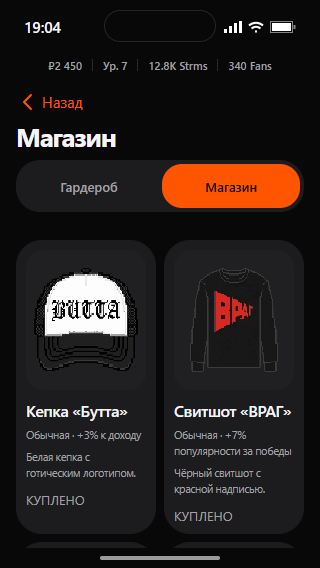 19:04
₽2 450
Ур. 7
12.8K Strms
340 Fans
Назад
Магазин
Гардероб
Магазин
BUTTA
ВРАГ
Кепка «Бутта»
Обычная · +3% к доходу
Белая кепка с
готическим логотипом.
КУПЛЕНО
Свитшот «ВРАГ»
Обычная · +7%
популярности за победы
Чёрный свитшот с
красной надписью.
КУПЛЕНО